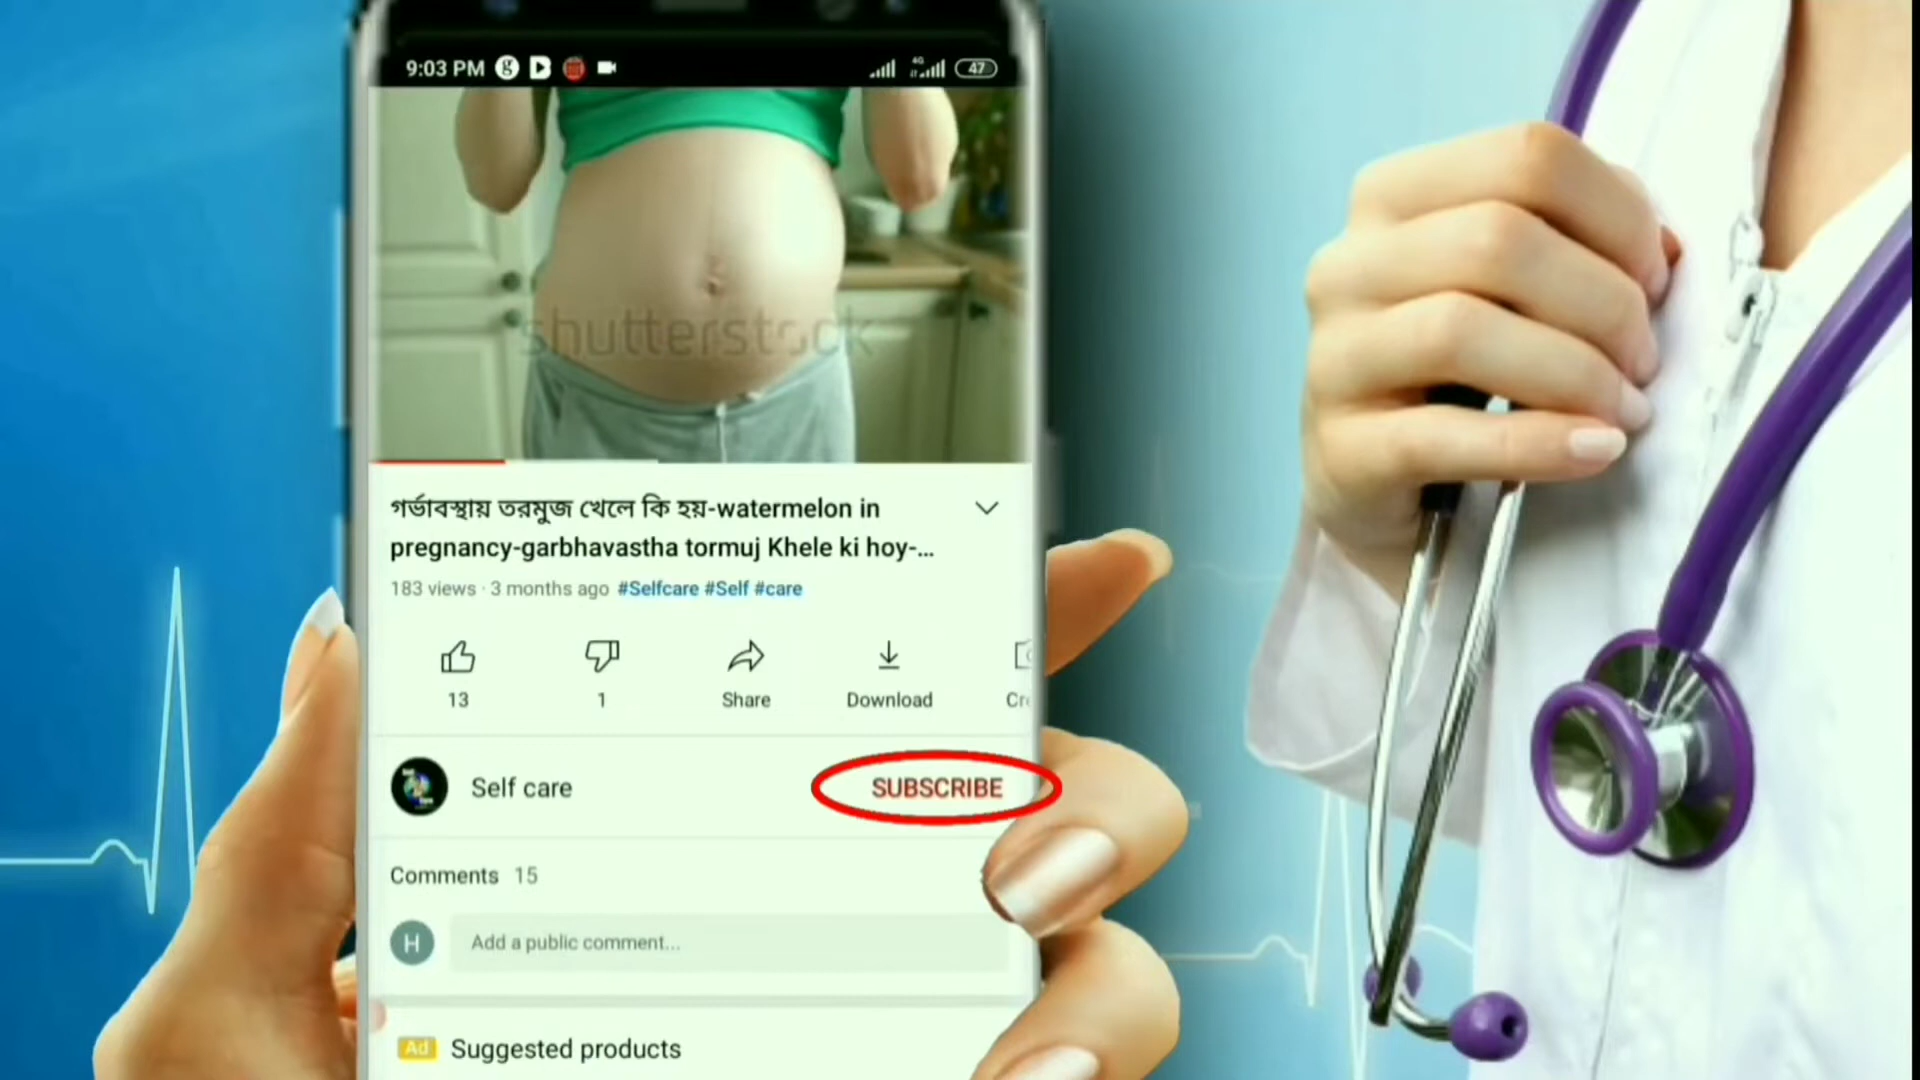 9:03 PM
4G
47
shutterstock
গর্ভাবস্থায় তরমুজ খেলে কি হয়-watermelon in
pregnancy-garbhavastha tormuj Khele ki hoy-...
183 views · 3 months ago #Selfcare #Self #care
13
1
Share
Download
Self care
SUBSCRIBE
Comments 15
H
Add a public comment...
Ad Suggested products